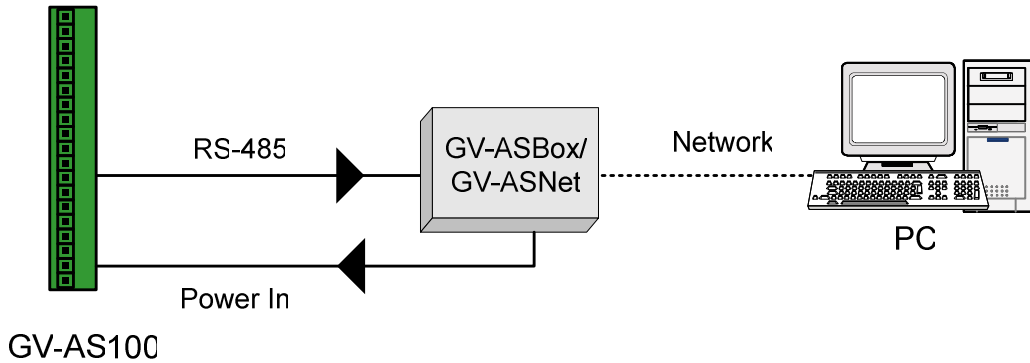 RS-485
GV-ASBox/
GV-ASNet
Network
PC
Power In
GV-AS100